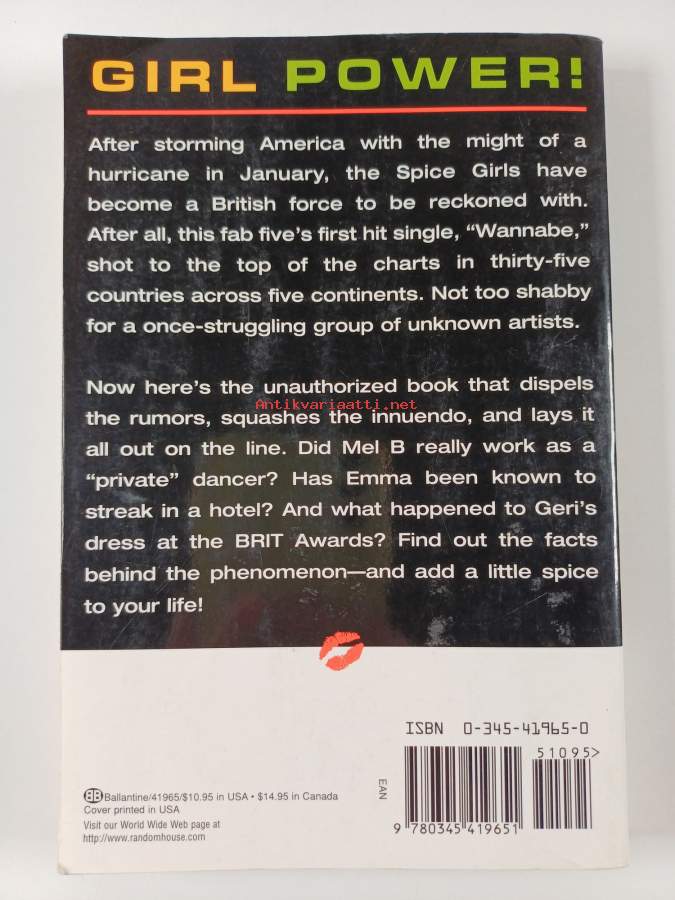 GIRL POWER!
After storming America with the might of a
hurricane in January, the Spice Girls have
become a British force to be reckoned with.
After all, this fab five's first hit single, “Wannabe,”
shot to the top of the charts in thirty-five
countries across five continents. Not too shabby
for a once-struggling group of unknown artists.
Now here's the unauthorized book that dispels
Antikvariaatti.net
the rumors, squashes the innuendo, and lays it
all out on the line. Did Mel B really work as a
“private” dancer? Has Emma been known to
streak in a hotel? And what happened to Geri's
dress at the BRIT Awards? Find out the facts
behind the phenomenon—and add a little spice
to your life!
ISBN 0-345-41965-0
51095>
EAN
9 780345 419651
BB Ballantine/41965/$10.95 in USA • $14.95 in Canada
Cover printed in USA
Visit our World Wide Web page at
http://www.randomhouse.com